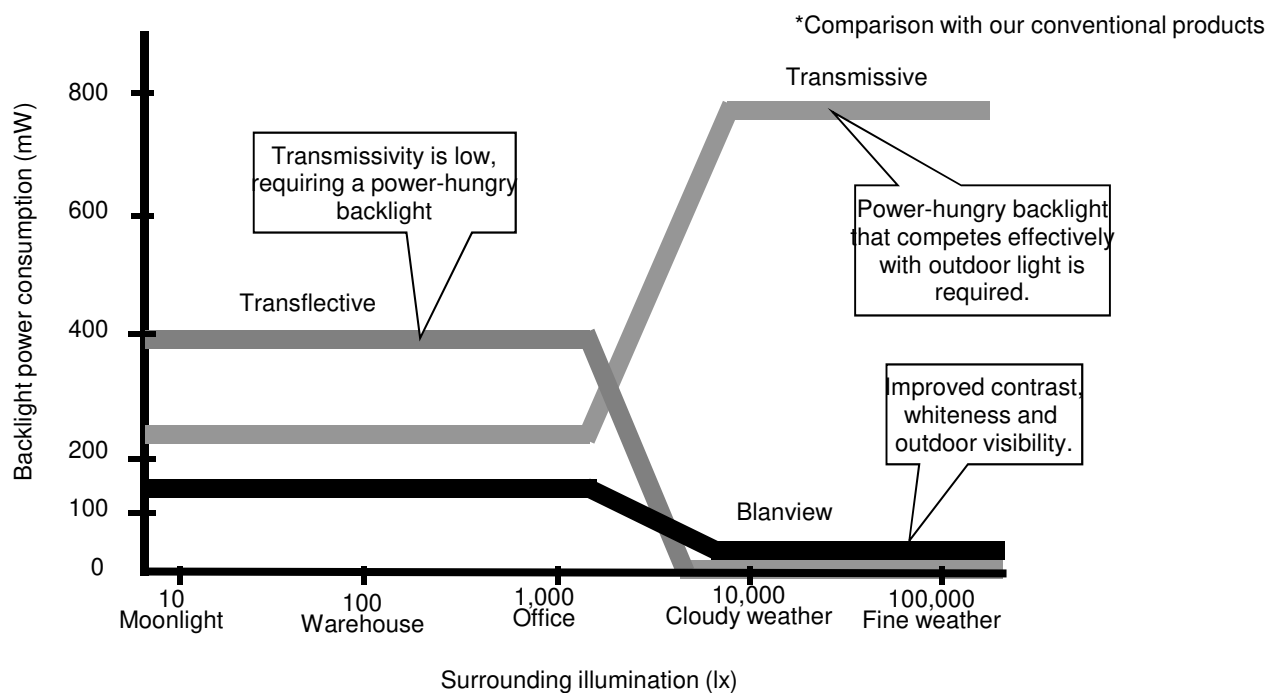 *Comparison with our conventional products
Transmissive
800
Transmissivity is low,
requiring a power-hungry
backlight
600
Power-hungry backlight
that competes effectively
with outdoor light is
required.
Transflective
400
Improved contrast,
whiteness and
outdoor visibility.
200
100
Blanview
0
Backlight power consumption (mW)
10
Moonlight
100
Warehouse
1,000
Office
10,000
Cloudy weather
100,000
Fine weather
Surrounding illumination (lx)